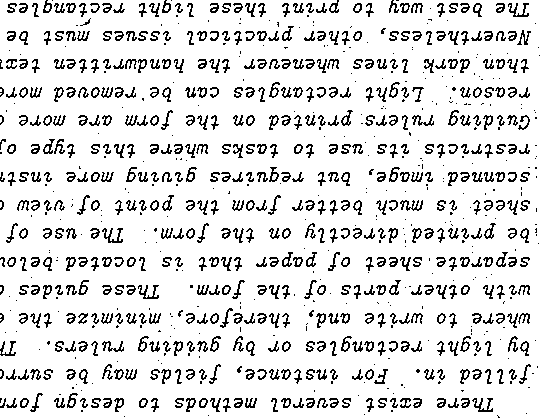 There exist several methods to design form
filled in. For instance, fields may be surrou
by light rectangles or by guiding rulers. Th
where to write and, therefore, minimize the
with other parts of the form. These guides
separate sheet of paper that is located below
be printed directly on the form. The use of
sheet is much better from the point of view o
scanned image, but requires giving more instr
restricts its use to tasks where this type of
Guiding rulers printed on the form are more
reason. Light rectangles can be removed more
than dark lines whenever the handwritten text
Nevertheless, other practical issues must be
The best way to print these light rectangles